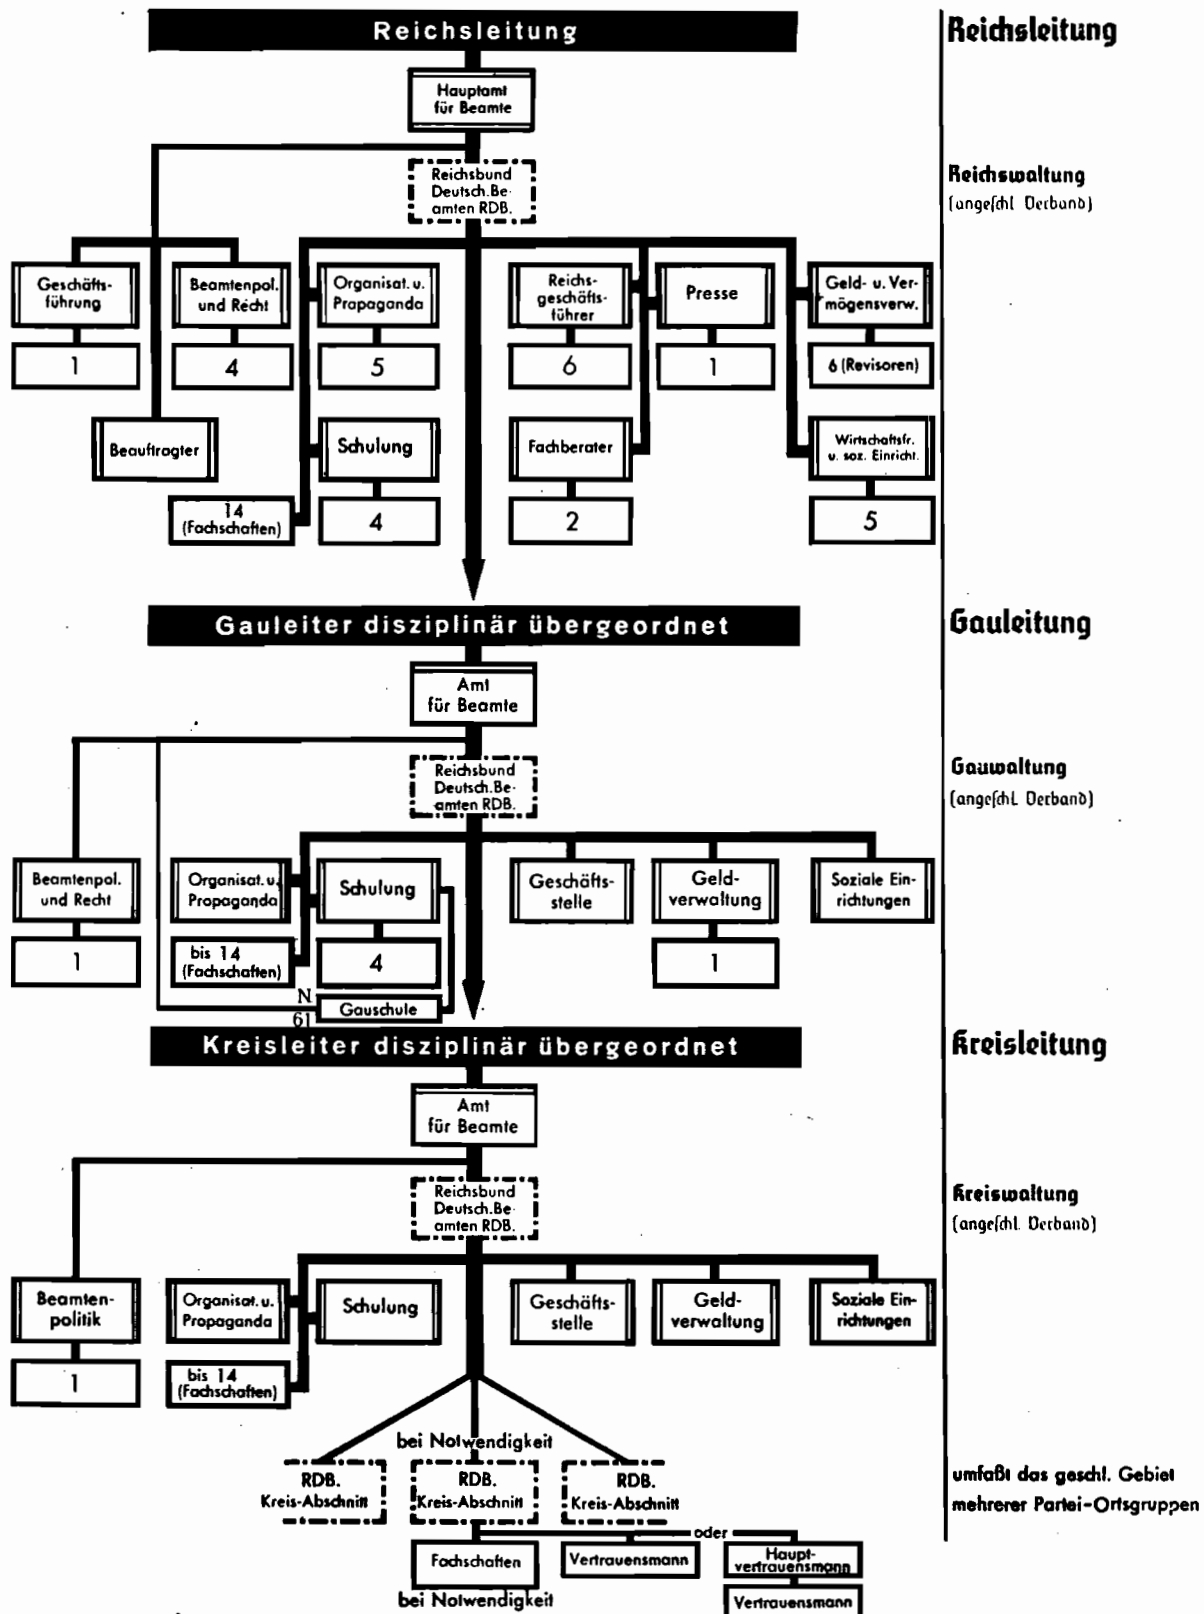 Reichsleitung
Reichsleitung
Hauptamt
für Beamte
Reichsbund
Deutsch.Be-
amten RDB.
Reichswaltung
(angeschl Verband)
Geschäfts-
führung
1
Beamtenpol.
und Recht
4
Organisat. u.
Propaganda
5
Reichs-
geschäfts-
führer
6
Presse
1
Geld- u. Ver-
mögensverw.
6 (Revisoren)
Beauftragter
14
(Fachschaften)
Schulung
4
Fachberater
2
Wirtschaftsfr.
u. soz. Einricht.
5
Gauleiter disziplinär übergeordnet
Gauleitung
Amt
für Beamte
Reichsbund
Deutsch.Be-
amten RDB.
Gauwaltung
(angeschl. Verband)
Beamtenpol.
und Recht
1
Organisat. u.
Propaganda
bis 14
(Fachschaften)
Schulung
4
Geschäfts-
stelle
Geld-
verwaltung
1
Soziale Ein-
richtungen
N
61
Gauschule
Kreisleiter disziplinär übergeordnet
Kreisleitung
Amt
für Beamte
Reichsbund
Deutsch.Be-
amten RDB.
Kreiswaltung
(angeschl. Verband)
Beamten-
politik
1
Organisat. u.
Propaganda
bis 14
(Fachschaften)
Schulung
Geschäfts-
stelle
Geld-
verwaltung
Soziale Ein-
richtungen
bei Notwendigkeit
RDB.
Kreis-Abschnitt
RDB.
Kreis-Abschnitt
RDB.
Kreis-Abschnitt
umfaßt das geschl. Gebiet
mehrerer Partei-Ortsgruppen
oder
Fachschaften
bei Notwendigkeit
Vertrauensmann
Haupt-
vertrauensmann
Vertrauensmann